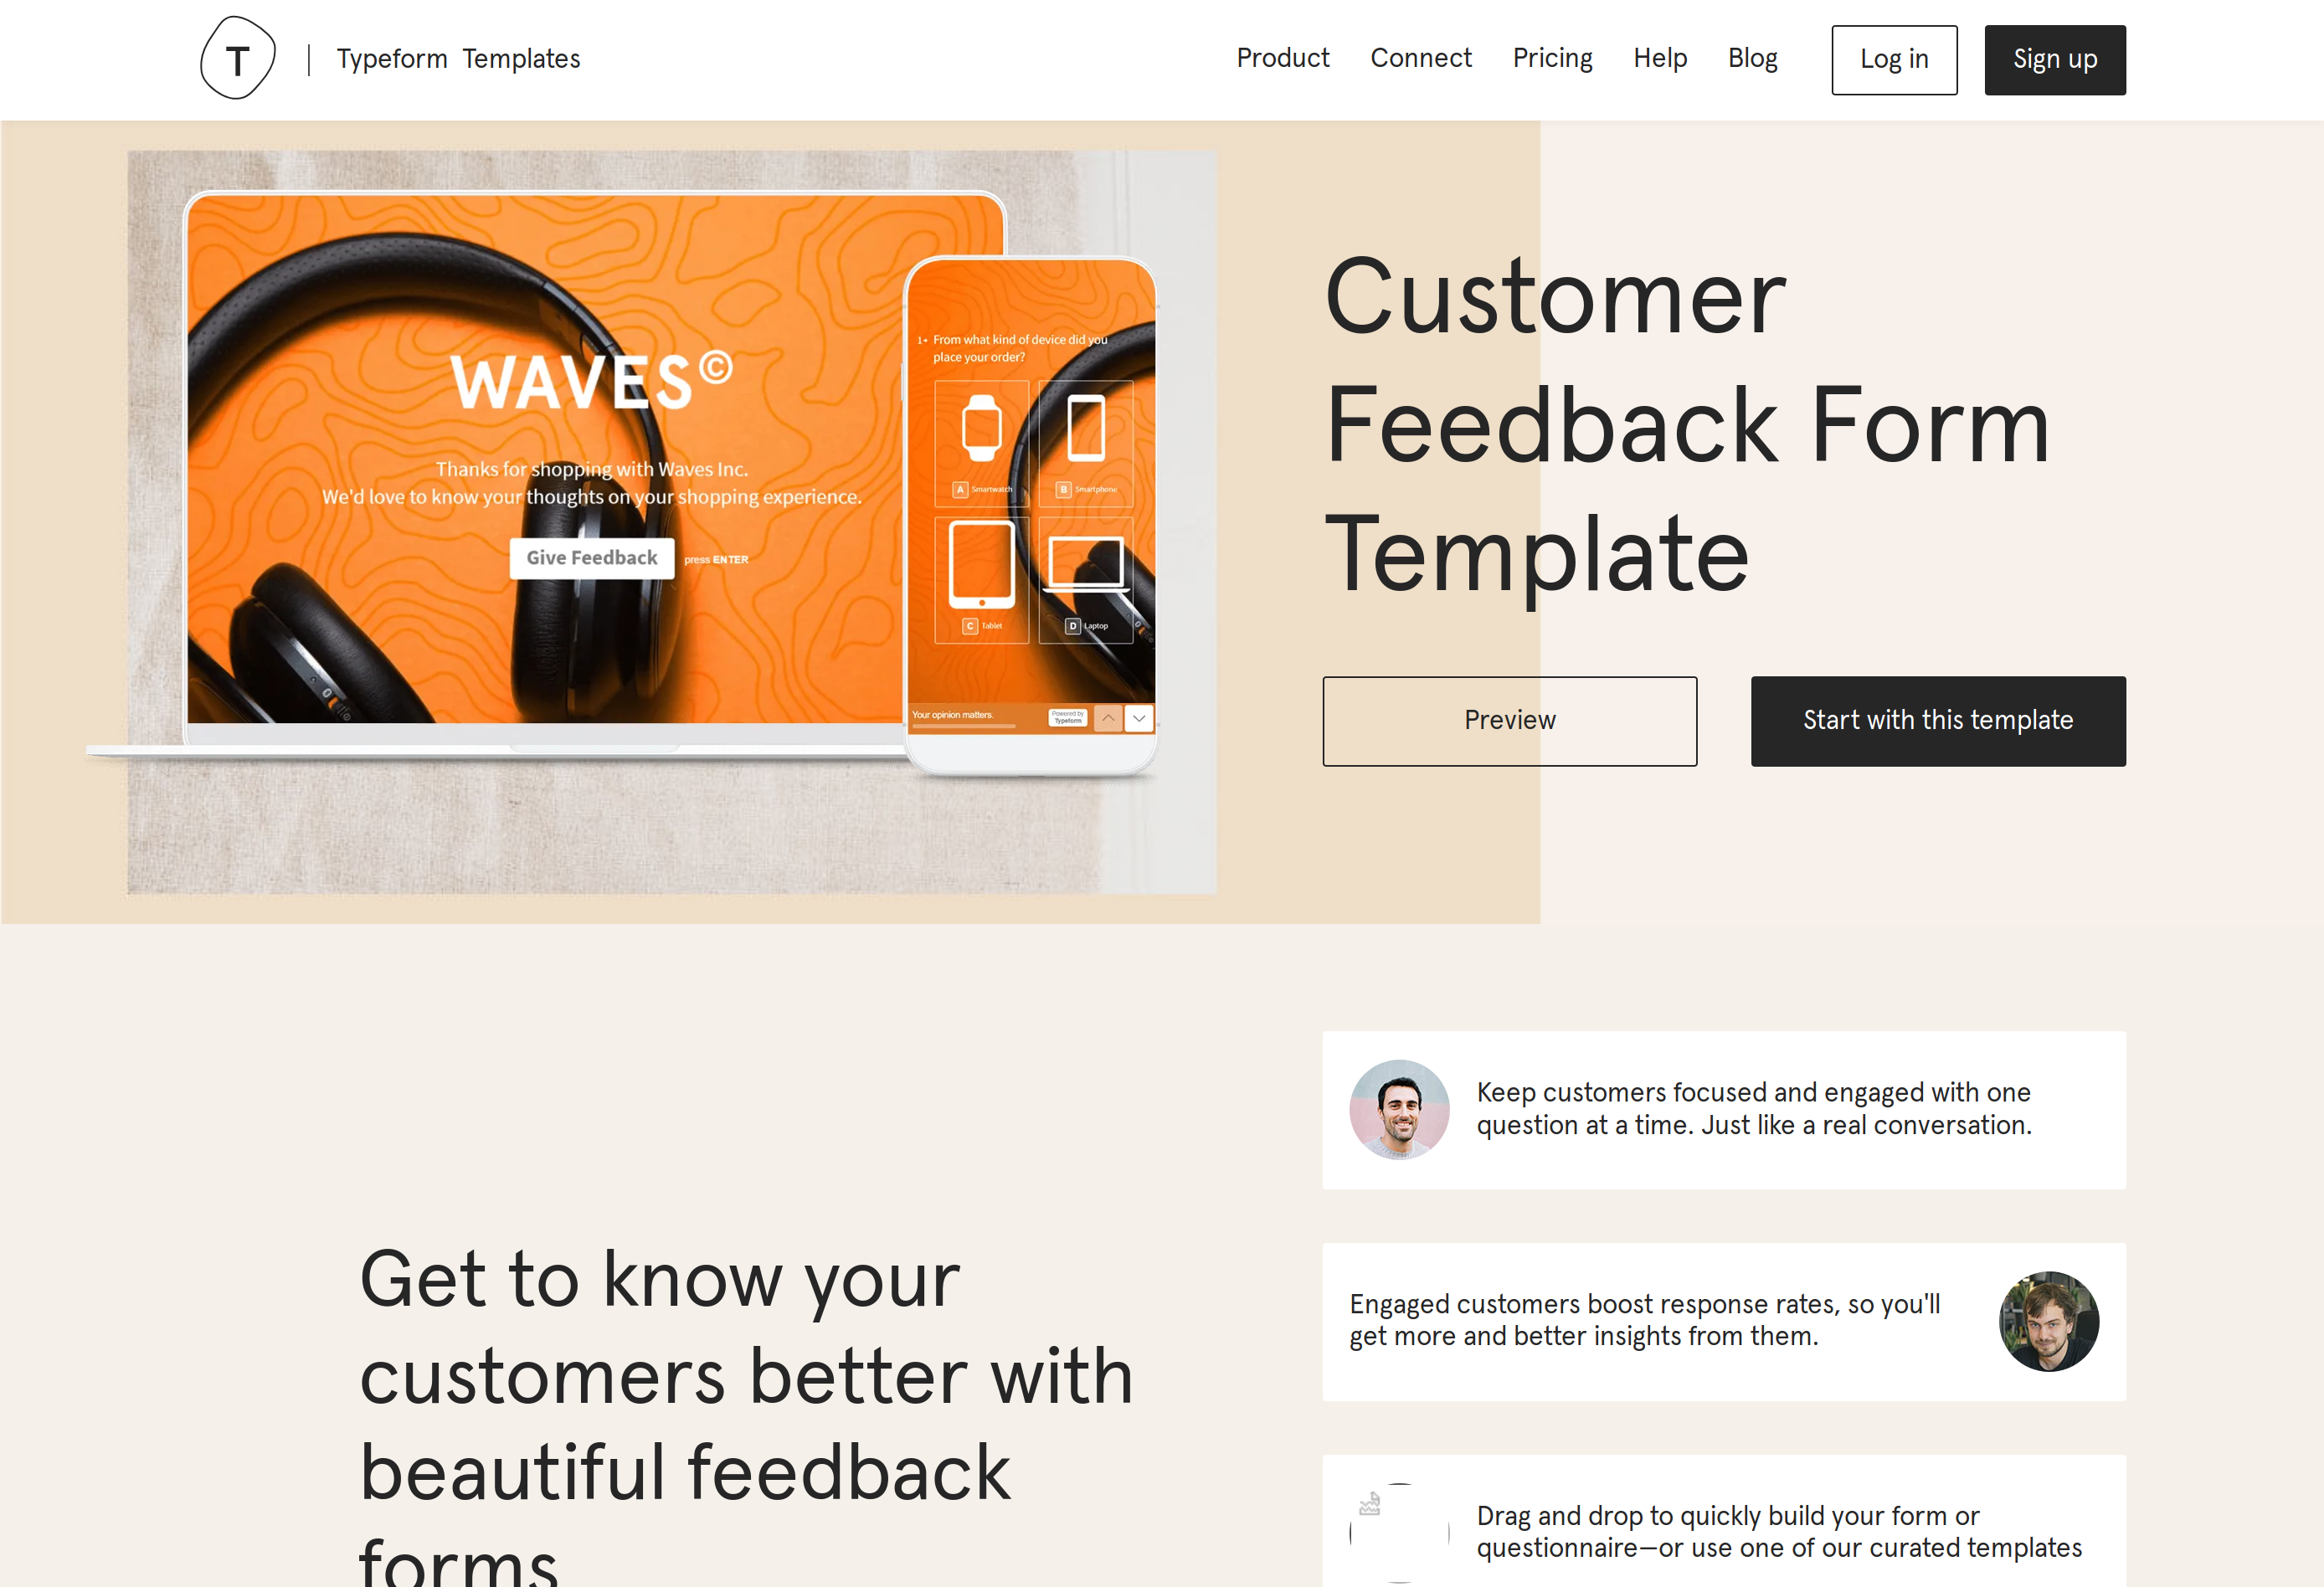 T
Typeform Templates
Product Connect Pricing Help Blog Log in Sign up
WAVES©
Thanks for shopping with Waves Inc.
We'd love to know your thoughts on your shopping experience.
Give Feedback press ENTER
1→ From what kind of device did you
place your order?
A Smartwatch
B Smartphone
C Tablet
D Laptop
Your opinion matters.
Powered by
Typeform
Customer
Feedback Form
Template
Preview
Start with this template
Get to know your
customers better with
beautiful feedback
forms
Keep customers focused and engaged with one
question at a time. Just like a real conversation.
Engaged customers boost response rates, so you'll
get more and better insights from them.
Drag and drop to quickly build your form or
questionnaire—or use one of our curated templates